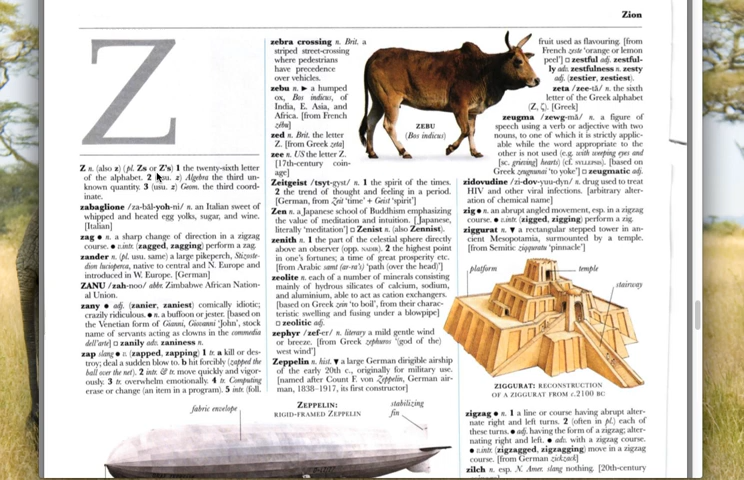 Zion
Z
Z n. (also z) (pl. Zs or Z's) 1 the twenty-sixth letter
of the alphabet. 2 (usu. z) Algebra the third un-
known quantity. 3 (usu. z) Geom. the third coord-
inate.
zabaglione /za-bǎl-yoh-ni/ n. an Italian sweet of
whipped and heated egg yolks, sugar, and wine.
[Italian]
zag n. a sharp change of direction in a zigzag
course. ● v.intr. (zagged, zagging) perform a zag.
zander n. (pl. usu. same) a large pikeperch, Stizoste-
dion lucioperca, native to central and N. Europe and
introduced in W. Europe. [German]
ZANU /zah-noo/ abbr. Zimbabwe African Nation-
al Union.
zany ● adj. (zanier, zaniest) comically idiotic;
crazily ridiculous. ● n. a buffoon or jester. [based on
the Venetian form of Gianni, Giovanni 'John', stock
name of servants acting as clowns in the commedia
dell'arte] □ zanily adv. zaniness n.
zap slang ● v. (zapped, zapping) 1 tr. a kill or des-
troy; deal a sudden blow to. b hit forcibly (zapped the
ball over the net). 2 intr. & tr. move quickly and vigor-
ously. 3 tr. overwhelm emotionally. 4 tr. Computing
erase or change (an item in a program). 5 intr. (foll.
zebra crossing n. Brit. a
striped street-crossing
where pedestrians
have precedence
over vehicles.
zebu n. ► a humped
ox, Bos indicus, of
India, E. Asia, and
Africa. [from French
zébu]
zed n. Brit. the letter
Z. [from Greek zeta]
zee n. US the letter Z.
[17th-century coin-
age]
Zeitgeist /tsyt-gyst/ n. 1 the spirit of the times.
2 the trend of thought and feeling in a period.
[German, from Zeit 'time' + Geist 'spirit']
Zen n. a Japanese school of Buddhism emphasizing
the value of meditation and intuition. [Japanese,
literally 'meditation'] □ Zenist n. (also Zennist).
zenith n. 1 the part of the celestial sphere directly
above an observer (opp. NADIR). 2 the highest point
in one's fortunes; a time of great prosperity etc.
[from Arabic samt (ar-ra's) 'path (over the head)']
zeolite n. each of a number of minerals consisting
mainly of hydrous silicates of calcium, sodium,
and aluminium, able to act as cation exchangers.
[based on Greek zein 'to boil', from their charac-
teristic swelling and fusing under a blowpipe]
□ zeolitic adj.
zephyr /zef-er/ n. literary a mild gentle wind
or breeze. [from Greek zephuros '(god of the)
west wind']
Zeppelin n. hist. ▼ a large German dirigible airship
of the early 20th c., originally for military use.
[named after Count F. von Zeppelin, German air-
man, 1838–1917, its first constructor]
ZEBU
(Bos indicus)
fruit used as flavouring. [from
French zeste 'orange or lemon
peel'] □ zestful adj. zestful-
ly adv. zestfulness n. zesty
adj. (zestier, zestiest).
zeta /zee-tă/ n. the sixth
letter of the Greek alphabet
(Z, ζ). [Greek]
zeugma /zewg-mă/ n. a figure of
speech using a verb or adjective with two
nouns, to one of which it is strictly applic-
able while the word appropriate to the
other is not used (e.g. with weeping eyes and
[sc. grieving] hearts) (cf. SYLLEPSIS). [based on
Greek zeugnunai 'to yoke'] □
zidovudine /zi-dov-yuu-dyn/ n. drug used to treat
HIV and other viral infections. [arbitrary alter-
ation of chemical name]
zig ● n. an abrupt angled movement, esp. in a zigzag
course. ● v.intr. (zigged, zigging) perform a zig.
ziggurat n. ▼ a rectangular stepped tower in an-
cient Mesopotamia, surmounted by a temple.
[from Semitic ziqquratu 'pinnacle']
platform
temple
stairway
ZIGGURAT: RECONSTRUCTION
OF A ZIGGURAT FROM c.2100 BC
zigzag ● n. 1 a line or course having abrupt alter-
nate right and left turns. 2 (often in pl.) each of
these turns. ● adj. having the form of a zigzag; alter-
nating right and left. ● adv. with a zigzag course.
● v.intr. (zigzagged, zigzagging) move in a zigzag
course. [from German zickzack]
zilch n. esp. N. Amer. slang nothing. [20th-century
ZEPPELIN:
RIGID-FRAMED ZEPPELIN
fabric envelope
stabilizing
fin